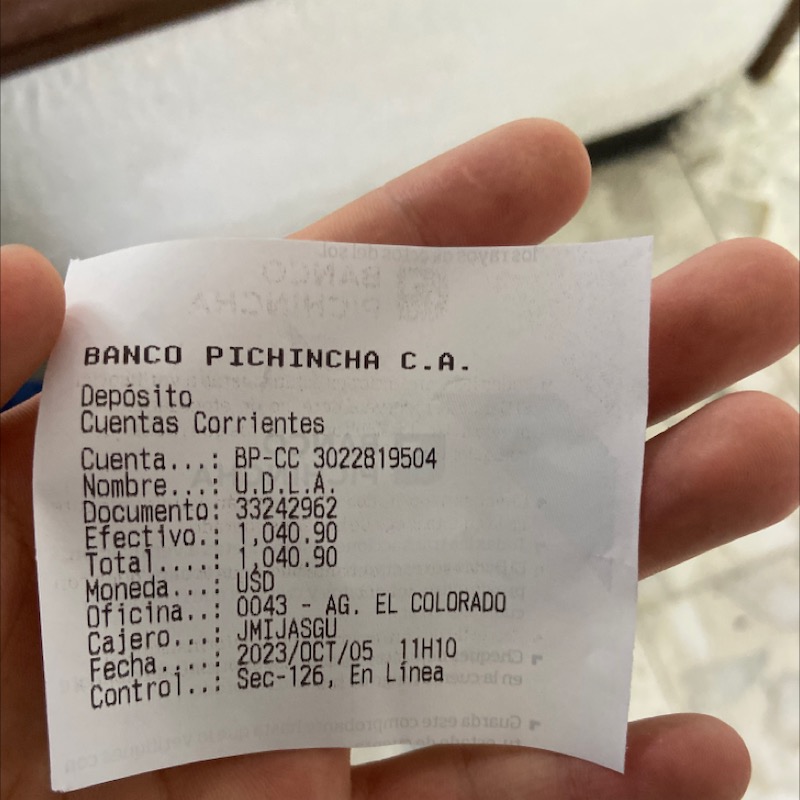 BANCO PICHINCHA C.A.
Depósito
Cuentas Corrientes
Cuenta...: BP-CC 3022819504
Nombre...: U.D.L.A.
Documento: 33242962
Efectivo.: 1,040.90
Total....: 1,040.90
Moneda...: USD
Oficina..: 0043 - AG. EL COLORADO
Cajero...: JMIJASGU
Fecha....: 2023/OCT/05 11H10
Control..: Sec-126, En Línea